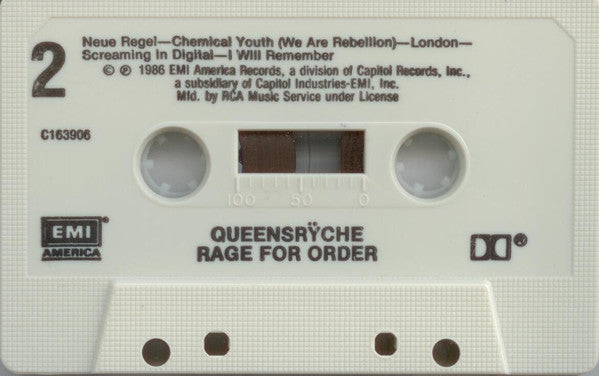 2
Neue Regel—Chemical Youth (We Are Rebellion)—London—
Screaming In Digital—I Will Remember
© ℗ 1986 EMI America Records, a division of Capitol Records, Inc.,
a subsidiary of Capitol Industries-EMI, Inc.
Mfd. by RCA Music Service under License
C163906
100 50 0
EMI®
AMERICA
QUEENSRŸCHE
RAGE FOR ORDER
®